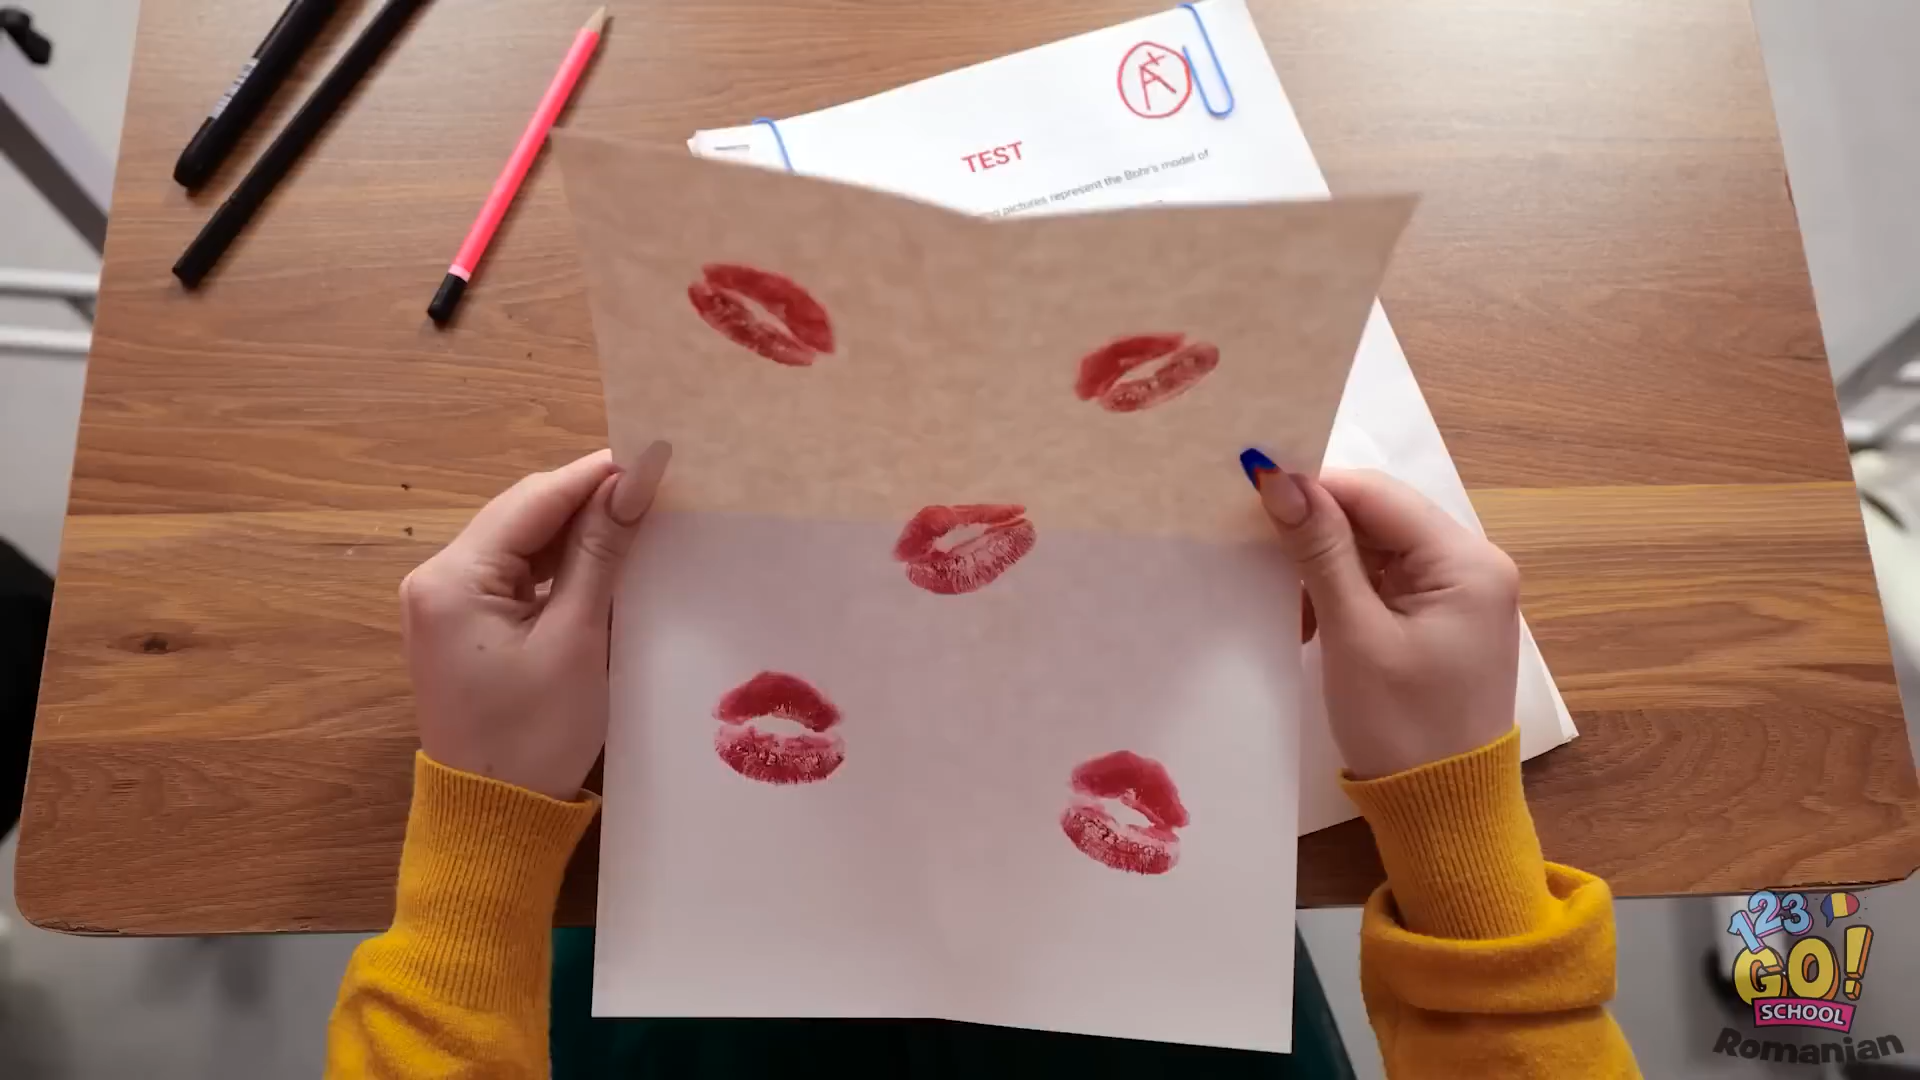 A+
TEST
pictures represent the Bohr's model of
123
GO!
SCHOOL
Romanian